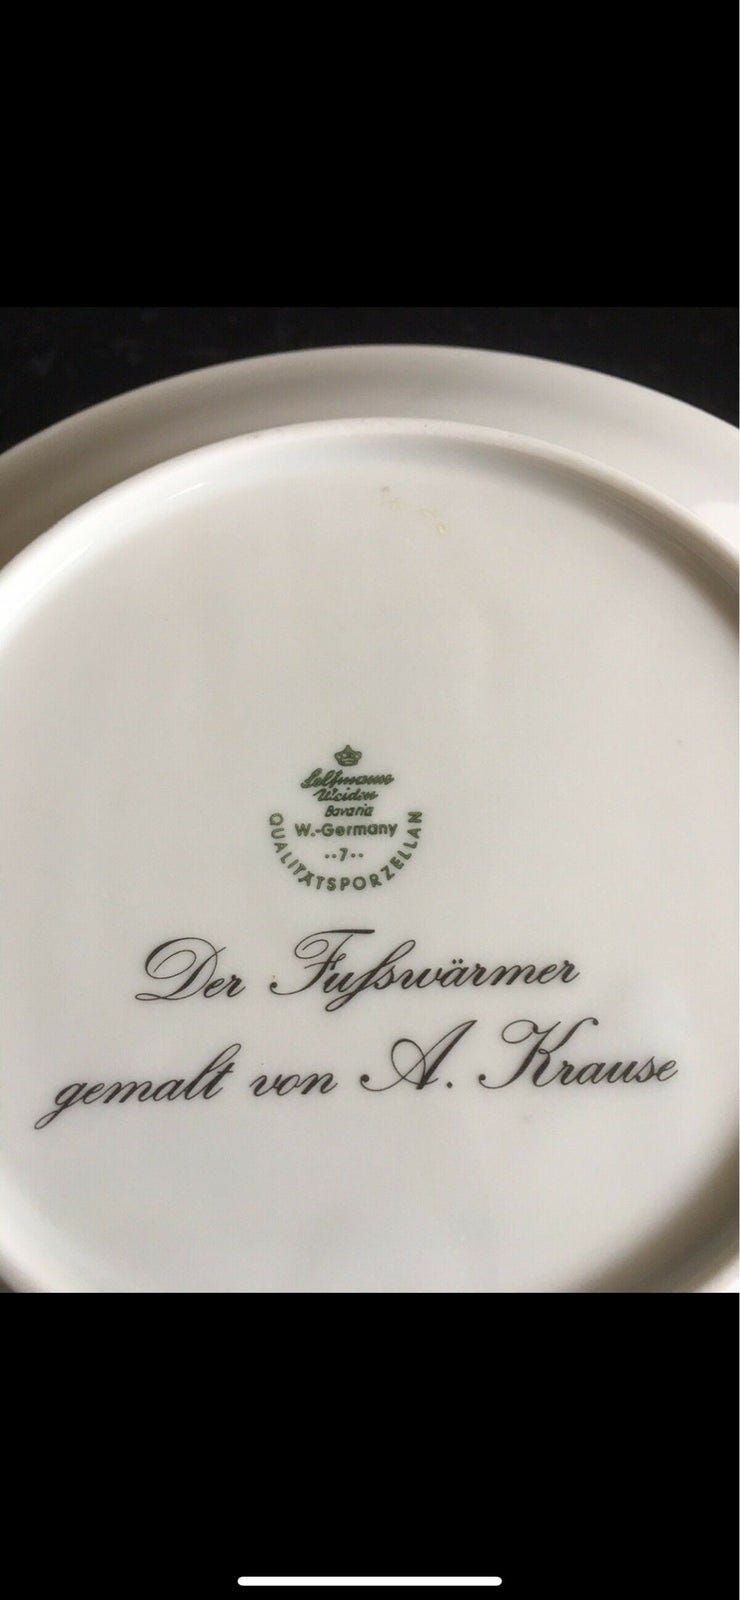 Seltmann
Weiden
Bavaria
W.-Germany
··7··
QUALITÄTSPORZELLAN
Der Fußwärmer
gemalt von A. Krause